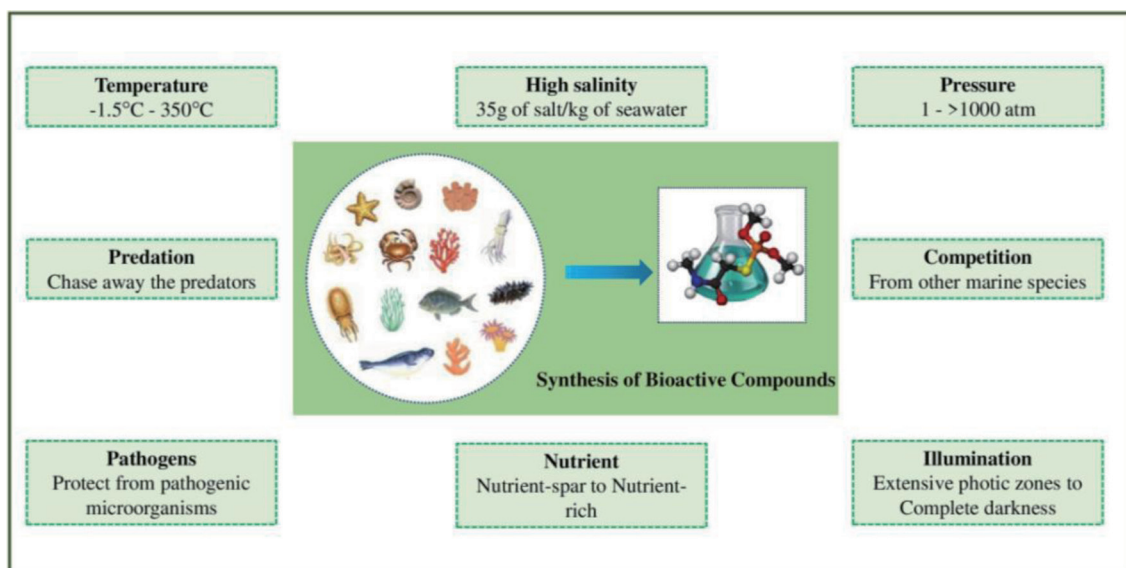 Temperature
-1.5°C - 350°C
High salinity
35g of salt/kg of seawater
Pressure
1 - >1000 atm
Predation
Chase away the predators
Competition
From other marine species
Synthesis of Bioactive Compounds
Pathogens
Protect from pathogenic
microorganisms
Nutrient
Nutrient-spar to Nutrient-
rich
Illumination
Extensive photic zones to
Complete darkness